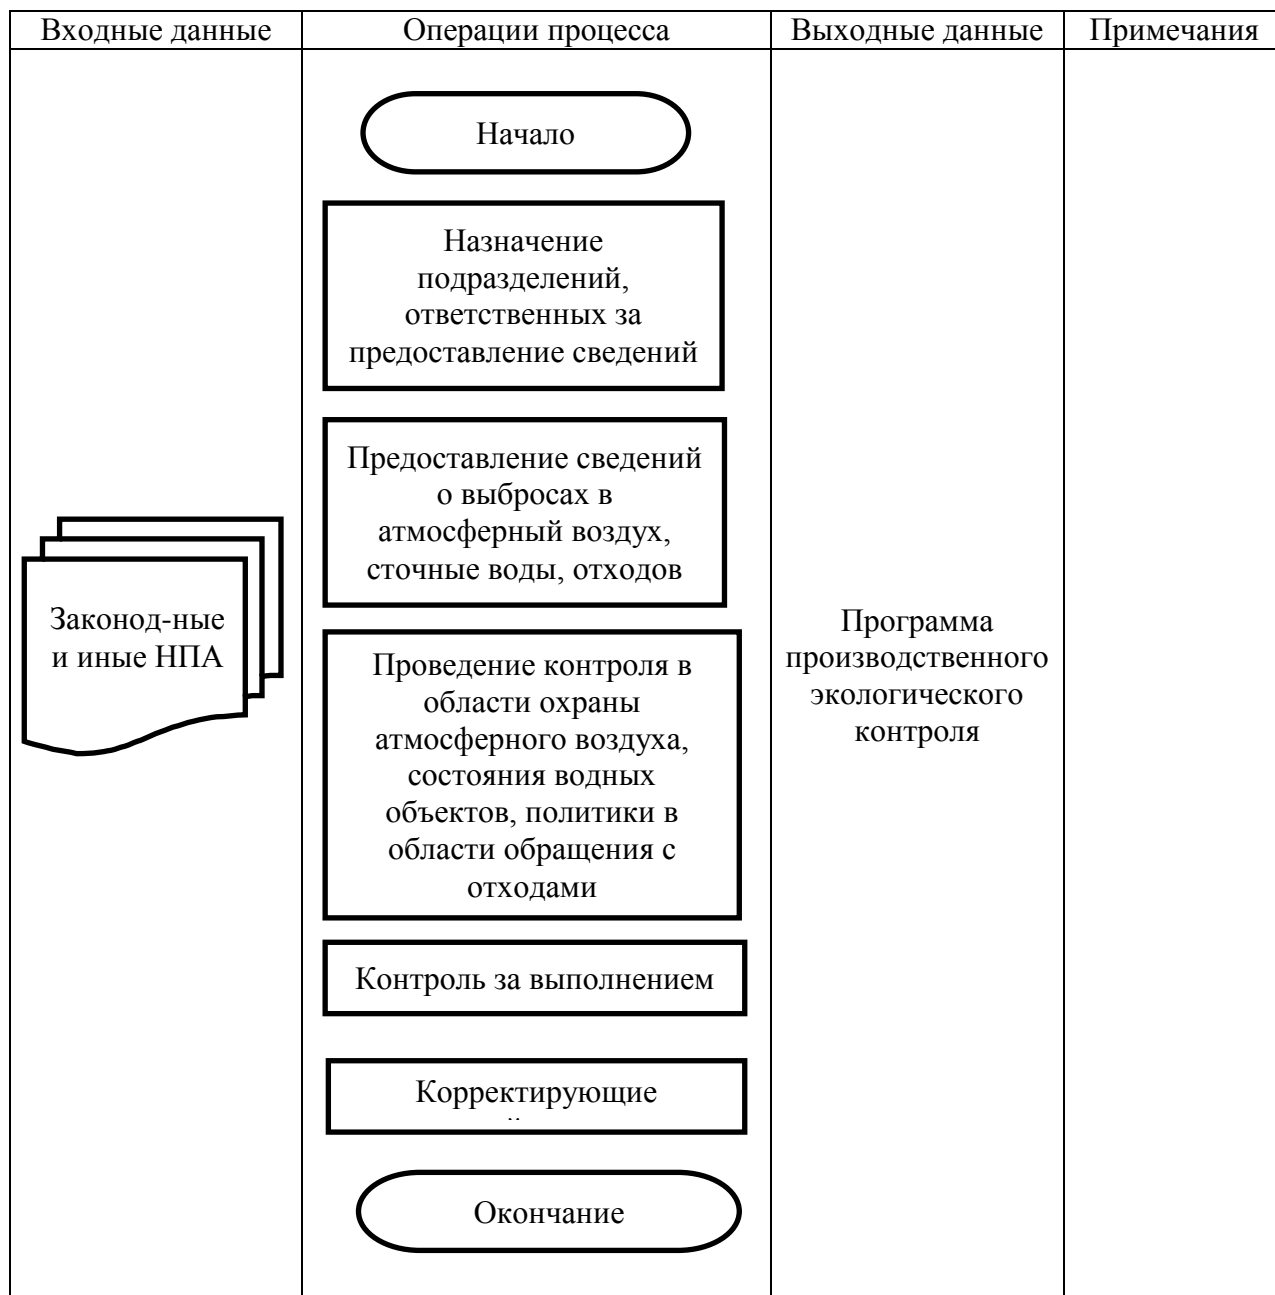 Входные данные
Операции процесса
Выходные данные
Примечания
Начало
Назначение
подразделений,
ответственных за
предоставление сведений
Предоставление сведений
о выбросах в
атмосферный воздух,
сточные воды, отходов
Законод-ные
и иные НПА
Проведение контроля в
области охраны
атмосферного воздуха,
состояния водных
объектов, политики в
области обращения с
отходами
Программа
производственного
экологического
контроля
Контроль за выполнением
Корректирующие
Окончание